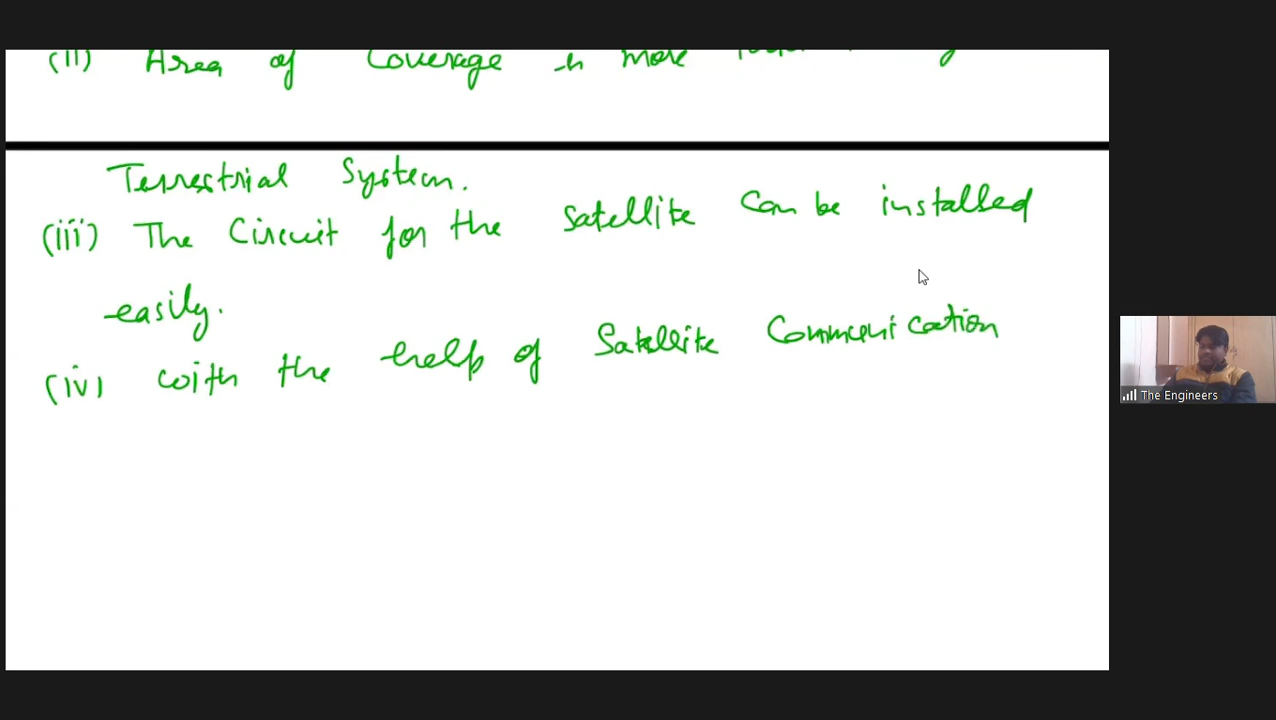 (ii) Area of Coverage is more
Terrestrial System.
(iii) The Circuit for the satellite can be installed
easily.
(iv) with the help of Satellite Communication
The Engineers